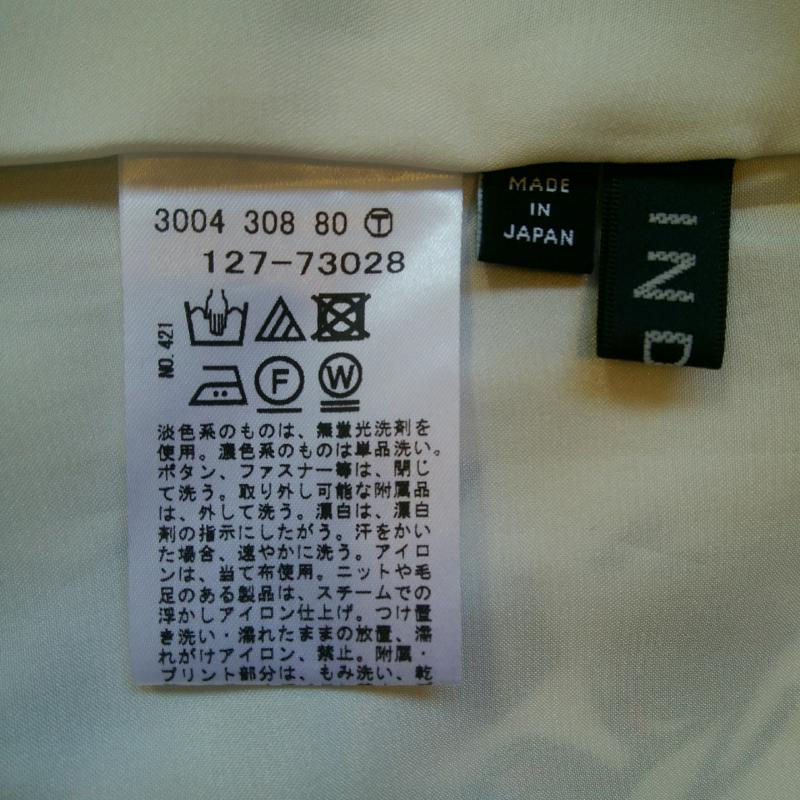 3004 308 80 Ⓣ
127-73028
NO. 421
F
W
淡色系のものは、無蛍光洗剤を
使用。濃色系のものは単品洗い。
ボタン、ファスナー等は、閉じ
て洗う。取り外し可能な附属品
は、外して洗う。漂白は、漂白
剤の指示にしたがう。汗をかい
た場合、速やかに洗う。アイロ
ンは、当て布使用。ニットや毛
足のある製品は、スチームでの
浮かしアイロン仕上げ。つけ置
き洗い・濡れたままの放置、濡
れがけアイロン、禁止。附属・
プリント部分は、もみ洗い、乾
MADE
IN
JAPAN
IND